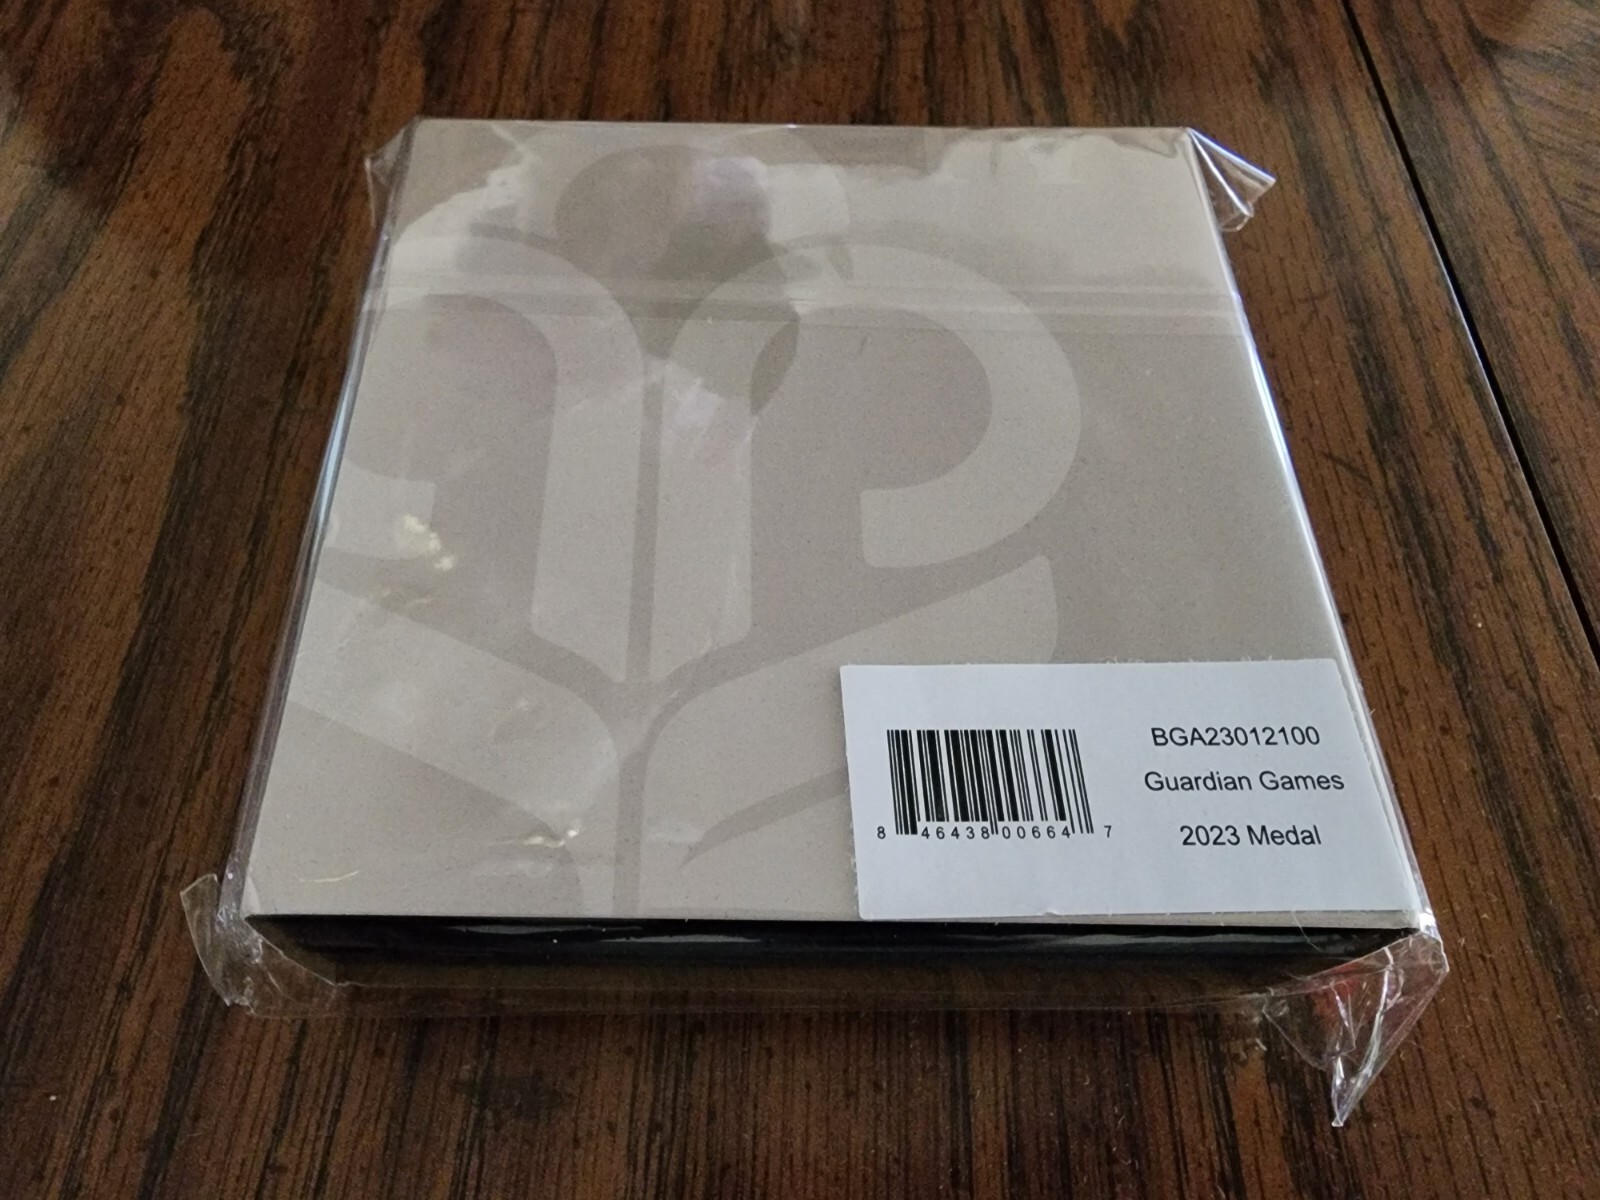 BGA23012100
Guardian Games
2023 Medal
8 46438 00664 7